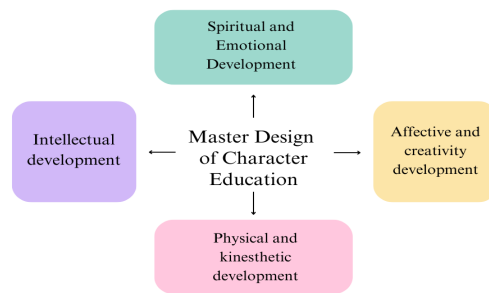 Spiritual and
Emotional
Development
Intellectual
development
Master Design
of Character
Education
Affective and
creativity
development
Physical and
kinesthetic
development